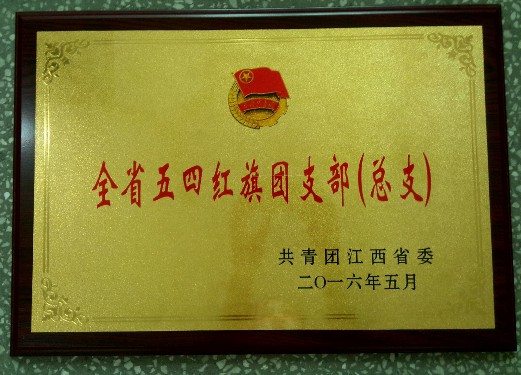 全省五四红旗团支部(总支)
共青团江西省委
二〇一六年五月